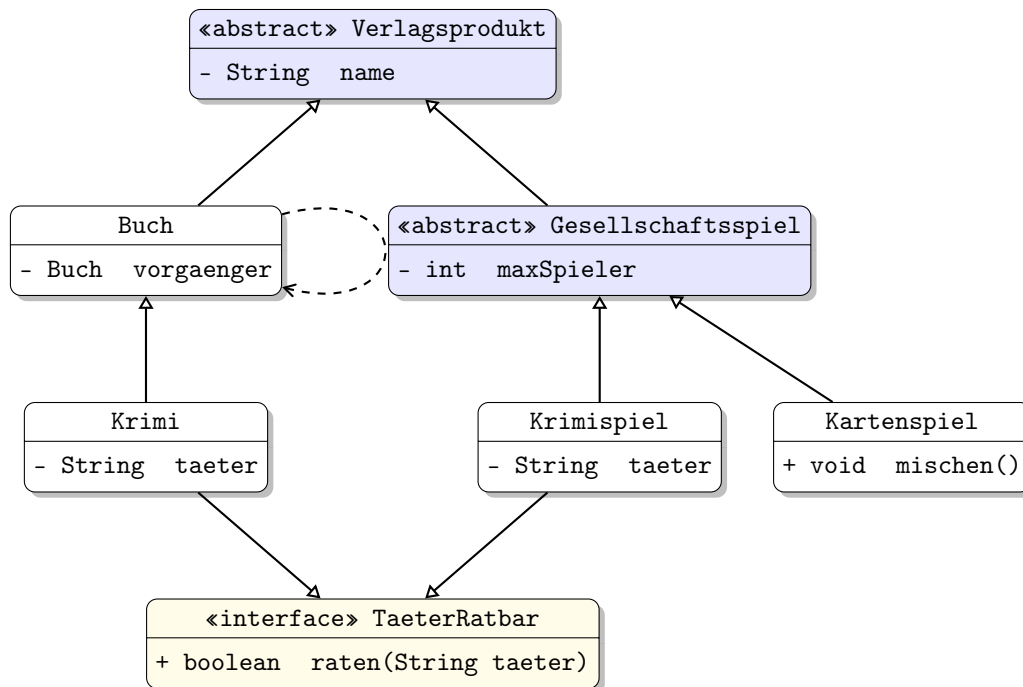 «abstract» Verlagsprodukt
- String name
Buch
- Buch vorgaenger
«abstract» Gesellschaftsspiel
- int maxSpieler
Krimi
- String taeter
Krimispiel
- String taeter
Kartenspiel
+ void mischen()
«interface» TaeterRatbar
+ boolean raten(String taeter)